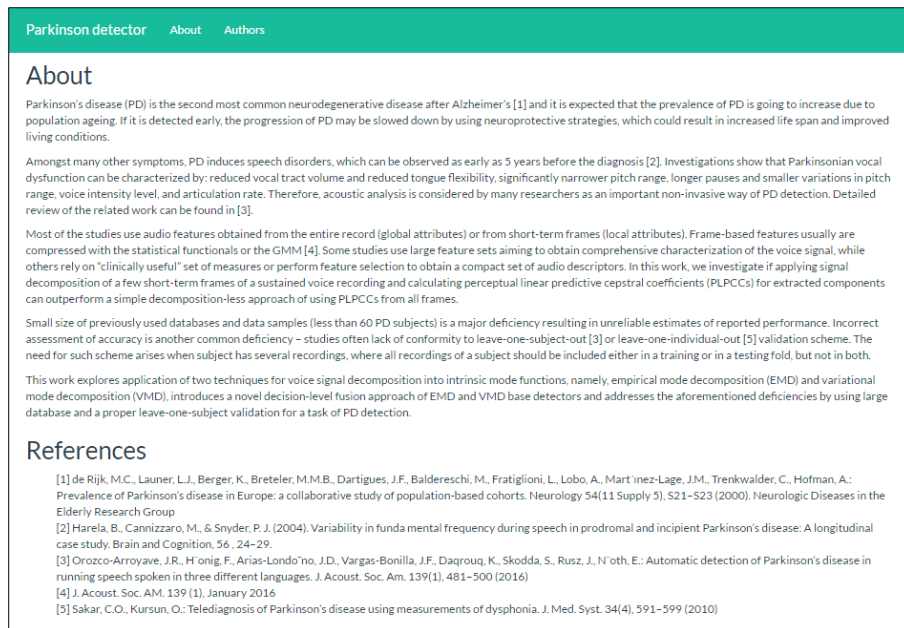 Parkinson detector About Authors
About
Parkinson's disease (PD) is the second most common neurodegenerative disease after Alzheimer's [1] and it is expected that the prevalence of PD is going to increase due to
population ageing. If it is detected early, the progression of PD may be slowed down by using neuroprotective strategies, which could result in increased life span and improved
living conditions.
Amongst many other symptoms, PD induces speech disorders, which can be observed as early as 5 years before the diagnosis [2]. Investigations show that Parkinsonian vocal
dysfunction can be characterized by: reduced vocal tract volume and reduced tongue flexibility, significantly narrower pitch range, longer pauses and smaller variations in pitch
range, voice intensity level, and articulation rate. Therefore, acoustic analysis is considered by many researchers as an important non-invasive way of PD detection. Detailed
review of the related work can be found in [3].
Most of the studies use audio features obtained from the entire record (global attributes) or from short-term frames (local attributes). Frame-based features usually are
compressed with the statistical functionals or the GMM [4]. Some studies use large feature sets aiming to obtain comprehensive characterization of the voice signal, while
others rely on "clinically useful" set of measures or perform feature selection to obtain a compact set of audio descriptors. In this work, we investigate if applying signal
decomposition of a few short-term frames of a sustained voice recording and calculating perceptual linear predictive cepstral coefficients (PLPCCs) for extracted components
can outperform a simple decomposition-less approach of using PLPCCs from all frames.
Small size of previously used databases and data samples (less than 60 PD subjects) is a major deficiency resulting in unreliable estimates of reported performance. Incorrect
assessment of accuracy is another common deficiency – studies often lack of conformity to leave-one-subject-out [3] or leave-one-individual-out [5] validation scheme. The
need for such scheme arises when subject has several recordings, where all recordings of a subject should be included either in a training or in a testing fold, but not in both.
This work explores application of two techniques for voice signal decomposition into intrinsic mode functions, namely, empirical mode decomposition (EMD) and variational
mode decomposition (VMD), introduces a novel decision-level fusion approach of EMD and VMD base detectors and addresses the aforementioned deficiencies by using large
database and a proper leave-one-subject validation for a task of PD detection.
References
[1] de Rijk, M.C., Launer, L.J., Berger, K., Breteler, M.M.B., Dartigues, J.F., Baldereschi, M., Fratiglioni, L., Lobo, A., Mart´ınez-Lage, J.M., Trenkwalder, C., Hofman, A.:
Prevalence of Parkinson's disease in Europe: a collaborative study of population-based cohorts. Neurology 54(11 Supply 5), S21–S23 (2000). Neurologic Diseases in the
Elderly Research Group
[2] Harela, B., Cannizzaro, M., & Snyder, P. J. (2004). Variability in funda mental frequency during speech in prodromal and incipient Parkinson's disease: A longitudinal
case study. Brain and Cognition, 56 , 24–29.
[3] Orozco-Arroyave, J.R., H¨onig, F., Arias-Londo˜no, J.D., Vargas-Bonilla, J.F., Daqrouq, K., Skodda, S., Rusz, J., N¨oth, E.: Automatic detection of Parkinson's disease in
running speech spoken in three different languages. J. Acoust. Soc. Am. 139(1), 481–500 (2016)
[4] J. Acoust. Soc. AM. 139 (1), January 2016
[5] Sakar, C.O., Kursun, O.: Telediagnosis of Parkinson's disease using measurements of dysphonia. J. Med. Syst. 34(4), 591–599 (2010)